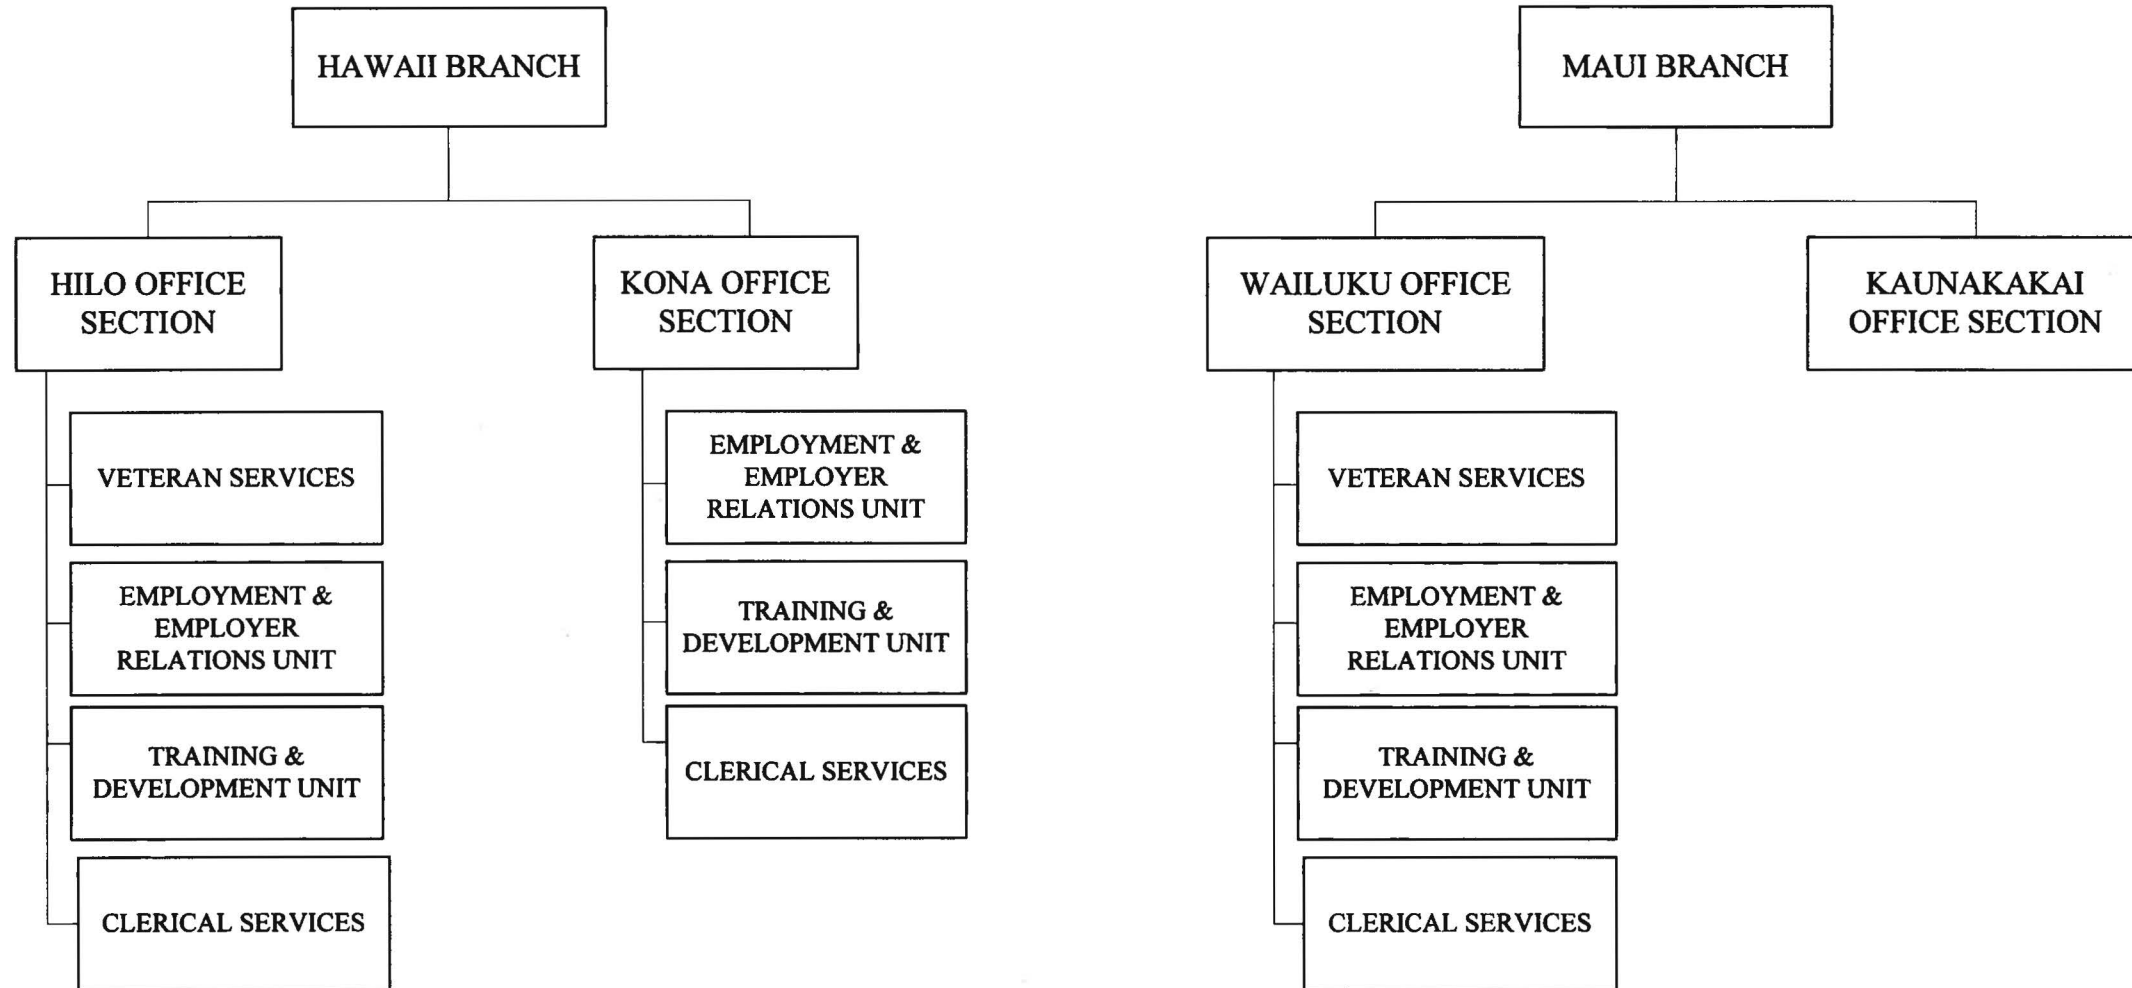 HAWAII BRANCH
MAUI BRANCH
HILO OFFICE
SECTION
KONA OFFICE
SECTION
WAILUKU OFFICE
SECTION
KAUNAKAKAI
OFFICE SECTION
VETERAN SERVICES
EMPLOYMENT &
EMPLOYER
RELATIONS UNIT
TRAINING &
DEVELOPMENT UNIT
CLERICAL SERVICES
EMPLOYMENT &
EMPLOYER
RELATIONS UNIT
TRAINING &
DEVELOPMENT UNIT
CLERICAL SERVICES
VETERAN SERVICES
EMPLOYMENT &
EMPLOYER
RELATIONS UNIT
TRAINING &
DEVELOPMENT UNIT
CLERICAL SERVICES